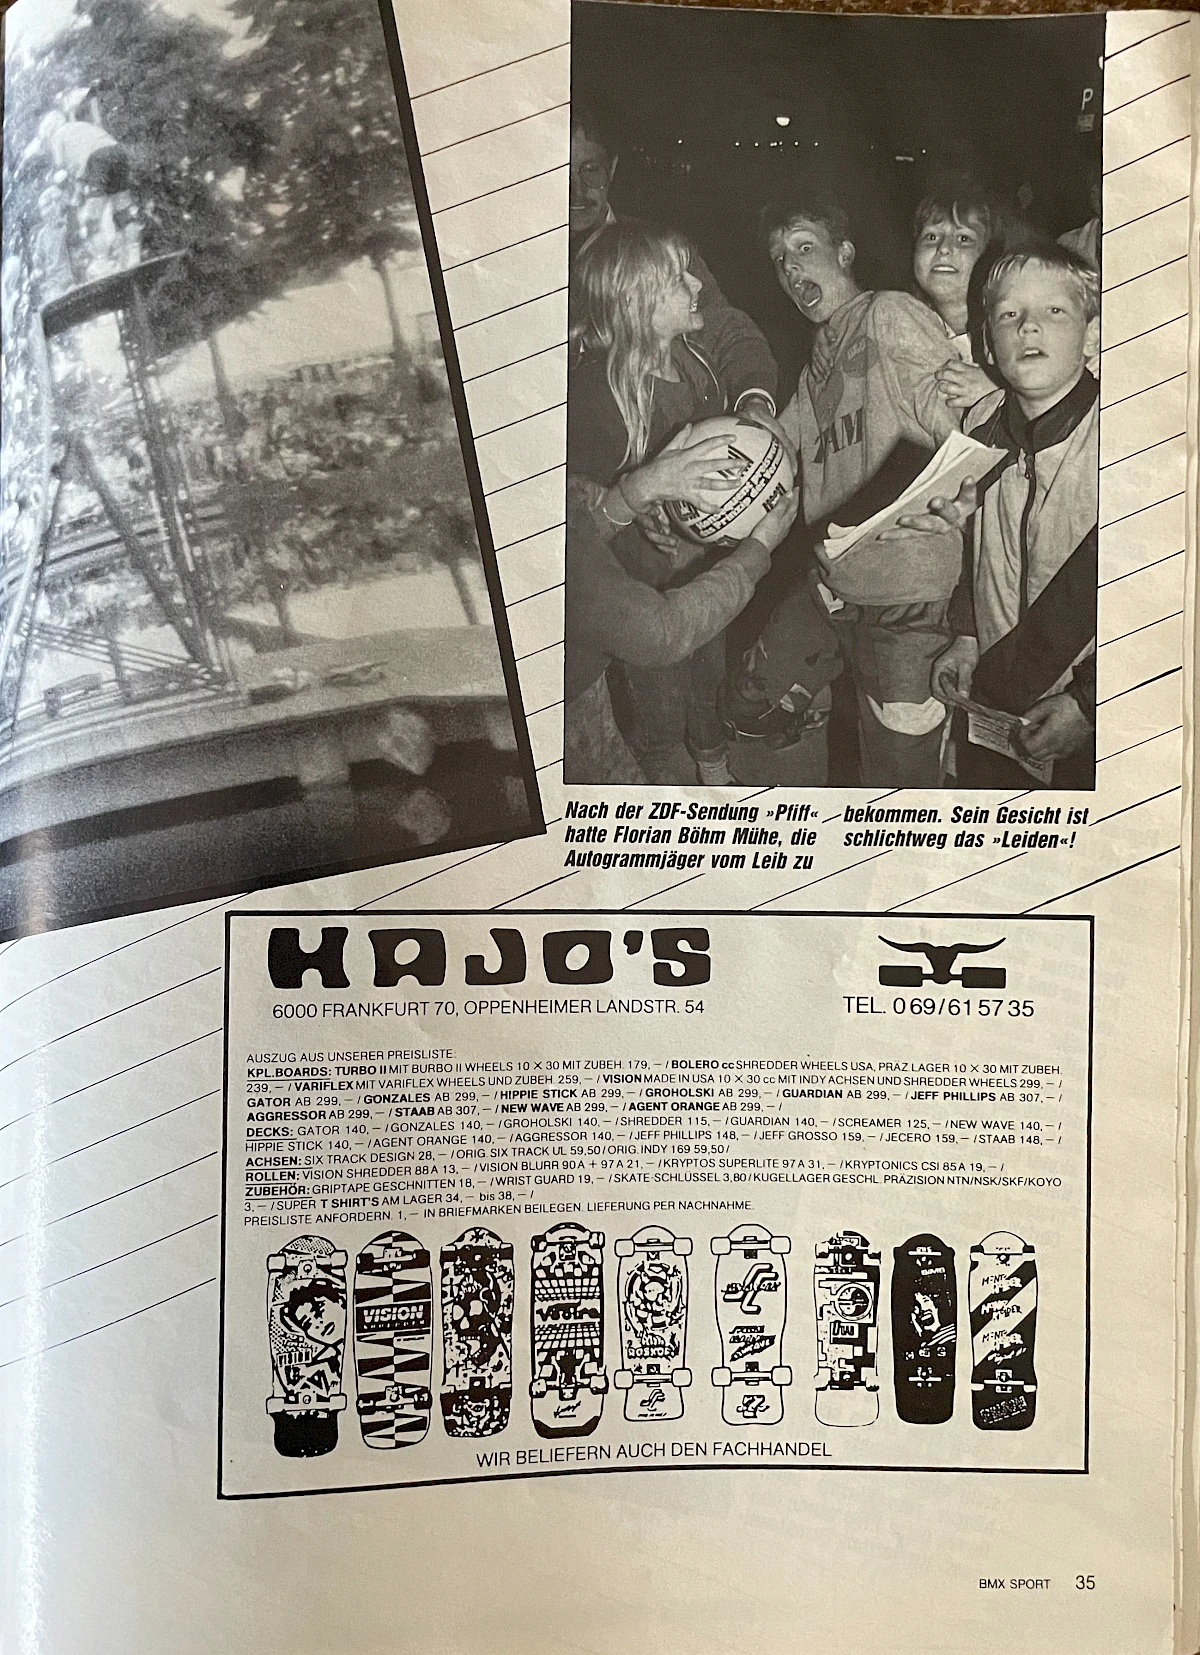 P
Nach der ZDF-Sendung »Pfiff«
hatte Florian Böhm Mühe, die
Autogrammjäger vom Leib zu
bekommen. Sein Gesicht ist
schlichtweg das »Leiden«!
HAJO'S
6000 FRANKFURT 70, OPPENHEIMER LANDSTR. 54
TEL. 069/615735
AUSZUG AUS UNSERER PREISLISTE:
KPL.BOARDS: TURBO II MIT BURBO II WHEELS 10 X 30 MIT ZUBEH. 179, – / BOLERO cc SHREDDER WHEELS USA, PRÄZ LAGER 10 X 30 MIT ZUBEH.
239, – / VARIFLEX MIT VARIFLEX WHEELS UND ZUBEH. 259, – / VISION MADE IN USA 10 X 30 cc MIT INDY ACHSEN UND SHREDDER WHEELS 299, – /
GATOR AB 299, – / GONZALES AB 299, – / HIPPIE STICK AB 299, – / GROHOLSKI AB 299, – / GUARDIAN AB 299, – / JEFF PHILLIPS AB 307, – /
AGGRESSOR AB 299, – / STAAB AB 307, – / NEW WAVE AB 299, – / AGENT ORANGE AB 299, – /
DECKS: GATOR 140, – / GONZALES 140, – / GROHOLSKI 140, – / SHREDDER 115, – / GUARDIAN 140, – / SCREAMER 125, – / NEW WAVE 140, – /
HIPPIE STICK 140, – / AGENT ORANGE 140, – / AGGRESSOR 140, – / JEFF PHILLIPS 148, – / JEFF GROSSO 159, – / JECERO 159, – / STAAB 148, – /
ACHSEN: SIX TRACK DESIGN 28, – / ORIG. SIX TRACK UL 59,50 / ORIG. INDY 169 59,50 /
ROLLEN: VISION SHREDDER 88 A 13, – / VISION BLURR 90 A + 97 A 21, – / KRYPTOS SUPERLITE 97 A 31, – / KRYPTONICS CSI 85 A 19, – /
ZUBEHÖR: GRIPTAPE GESCHNITTEN 18, – / WRIST GUARD 19, – / SKATE-SCHLÜSSEL 3,80 / KUGELLAGER GESCHL. PRÄZISION NTN/NSK/SKF/KOYO
3, – / SUPER T SHIRT'S AM LAGER 34, – bis 38, – /
PREISLISTE ANFORDERN. 1, – IN BRIEFMARKEN BEILEGEN. LIEFERUNG PER NACHNAHME.
VISION
VISION
WIR BELIEFERN AUCH DEN FACHHANDEL
BMX SPORT 35